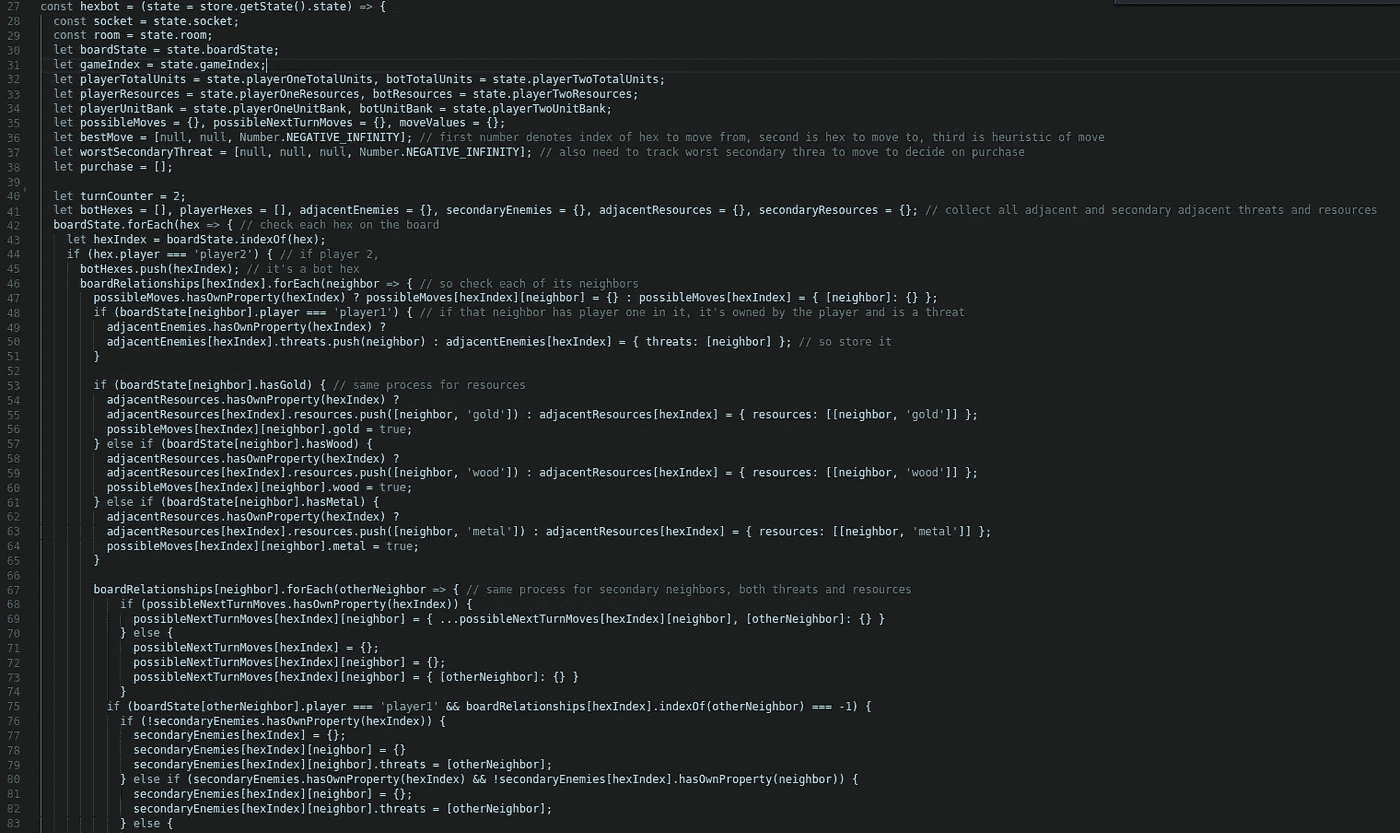 27 const hexbot = (state = store.getState().state) => {
28   const socket = state.socket;
29   const room = state.room;
30   let boardState = state.boardState;
31   let gameIndex = state.gameIndex;
32   let playerTotalUnits = state.playerOneTotalUnits, botTotalUnits = state.playerTwoTotalUnits;
33   let playerResources = state.playerOneResources, botResources = state.playerTwoResources;
34   let playerUnitBank = state.playerOneUnitBank, botUnitBank = state.playerTwoUnitBank;
35   let possibleMoves = {}, possibleNextTurnMoves = {}, moveValues = {};
36   let bestMove = [null, null, Number.NEGATIVE_INFINITY]; // first number denotes index of hex to move from, second is hex to move to, third is heuristic of move
37   let worstSecondaryThreat = [null, null, null, Number.NEGATIVE_INFINITY]; // also need to track worst secondary threa to move to decide on purchase
38   let purchase = [];
39
40   let turnCounter = 2;
41   let botHexes = [], playerHexes = [], adjacentEnemies = {}, secondaryEnemies = {}, adjacentResources = {}, secondaryResources = {}; // collect all adjacent and secondary adjacent threats and resources
42   boardState.forEach(hex => { // check each hex on the board
43     let hexIndex = boardState.indexOf(hex);
44     if (hex.player === 'player2') { // if player 2,
45       botHexes.push(hexIndex); // it's a bot hex
46       boardRelationships[hexIndex].forEach(neighbor => { // so check each of its neighbors
47         possibleMoves.hasOwnProperty(hexIndex) ? possibleMoves[hexIndex][neighbor] = {} : possibleMoves[hexIndex] = { [neighbor]: {} };
48         if (boardState[neighbor].player === 'player1') { // if that neighbor has player one in it, it's owned by the player and is a threat
49           adjacentEnemies.hasOwnProperty(hexIndex) ?
50           adjacentEnemies[hexIndex].threats.push(neighbor) : adjacentEnemies[hexIndex] = { threats: [neighbor] }; // so store it
51         }
52
53         if (boardState[neighbor].hasGold) { // same process for resources
54           adjacentResources.hasOwnProperty(hexIndex) ?
55           adjacentResources[hexIndex].resources.push([neighbor, 'gold']) : adjacentResources[hexIndex] = { resources: [[neighbor, 'gold']] };
56           possibleMoves[hexIndex][neighbor].gold = true;
57         } else if (boardState[neighbor].hasWood) {
58           adjacentResources.hasOwnProperty(hexIndex) ?
59           adjacentResources[hexIndex].resources.push([neighbor, 'wood']) : adjacentResources[hexIndex] = { resources: [[neighbor, 'wood']] };
60           possibleMoves[hexIndex][neighbor].wood = true;
61         } else if (boardState[neighbor].hasMetal) {
62           adjacentResources.hasOwnProperty(hexIndex) ?
63           adjacentResources[hexIndex].resources.push([neighbor, 'metal']) : adjacentResources[hexIndex] = { resources: [[neighbor, 'metal']] };
64           possibleMoves[hexIndex][neighbor].metal = true;
65         }
66
67         boardRelationships[neighbor].forEach(otherNeighbor => { // same process for secondary neighbors, both threats and resources
68             if (possibleNextTurnMoves.hasOwnProperty(hexIndex)) {
69               possibleNextTurnMoves[hexIndex][neighbor] = { ...possibleNextTurnMoves[hexIndex][neighbor], [otherNeighbor]: {} }
70             } else {
71               possibleNextTurnMoves[hexIndex] = {};
72               possibleNextTurnMoves[hexIndex][neighbor] = {};
73               possibleNextTurnMoves[hexIndex][neighbor] = { [otherNeighbor]: {} }
74             }
75           if (boardState[otherNeighbor].player === 'player1' && boardRelationships[hexIndex].indexOf(otherNeighbor) === -1) {
76             if (!secondaryEnemies.hasOwnProperty(hexIndex)) {
77               secondaryEnemies[hexIndex] = {};
78               secondaryEnemies[hexIndex][neighbor] = {}
79               secondaryEnemies[hexIndex][neighbor].threats = [otherNeighbor];
80             } else if (secondaryEnemies.hasOwnProperty(hexIndex) && !secondaryEnemies[hexIndex].hasOwnProperty(neighbor)) {
81               secondaryEnemies[hexIndex][neighbor] = {};
82               secondaryEnemies[hexIndex][neighbor].threats = [otherNeighbor];
83             } else {